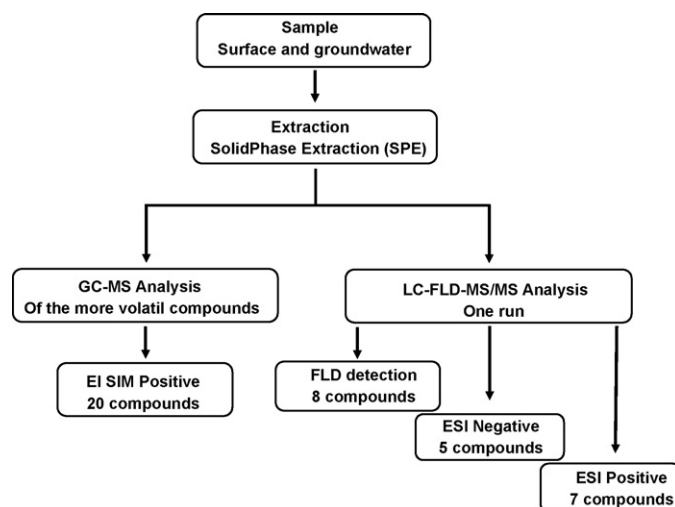 Sample
Surface and groundwater
Extraction
SolidPhase Extraction (SPE)
GC-MS Analysis
Of the more volatil compounds
LC-FLD-MS/MS Analysis
One run
EI SIM Positive
20 compounds
FLD detection
8 compounds
ESI Negative
5 compounds
ESI Positive
7 compounds